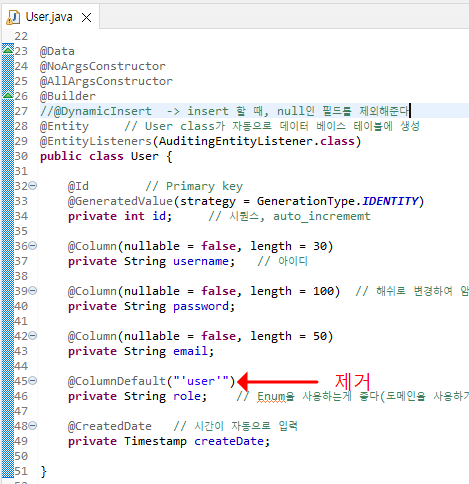 User.java
22
23 @Data
24 @NoArgsConstructor
25 @AllArgsConstructor
26 @Builder
27 //@DynamicInsert  -> insert 할 때, null인 필드를 제외해준다
28 @Entity    // User class가 자동으로 데이터 베이스 테이블에 생성
29 @EntityListeners(AuditingEntityListener.class)
30 public class User {
31
32 @Id        // Primary key
33 @GeneratedValue(strategy = GenerationType.IDENTITY)
34 private int id;    // 시퀀스, auto_incrememt
35
36 @Column(nullable = false, length = 30)
37 private String username;   // 아이디
38
39 @Column(nullable = false, length = 100)  // 해쉬로 변경하여 암
40 private String password;
41
42 @Column(nullable = false, length = 50)
43 private String email;
44
45 @ColumnDefault("'user'") 제거
46 private String role;    // Enum을 사용하는게 좋다(도메인을 사용하기
47
48 @CreatedDate   // 시간이 자동으로 입력
49 private Timestamp createDate;
50
51 }